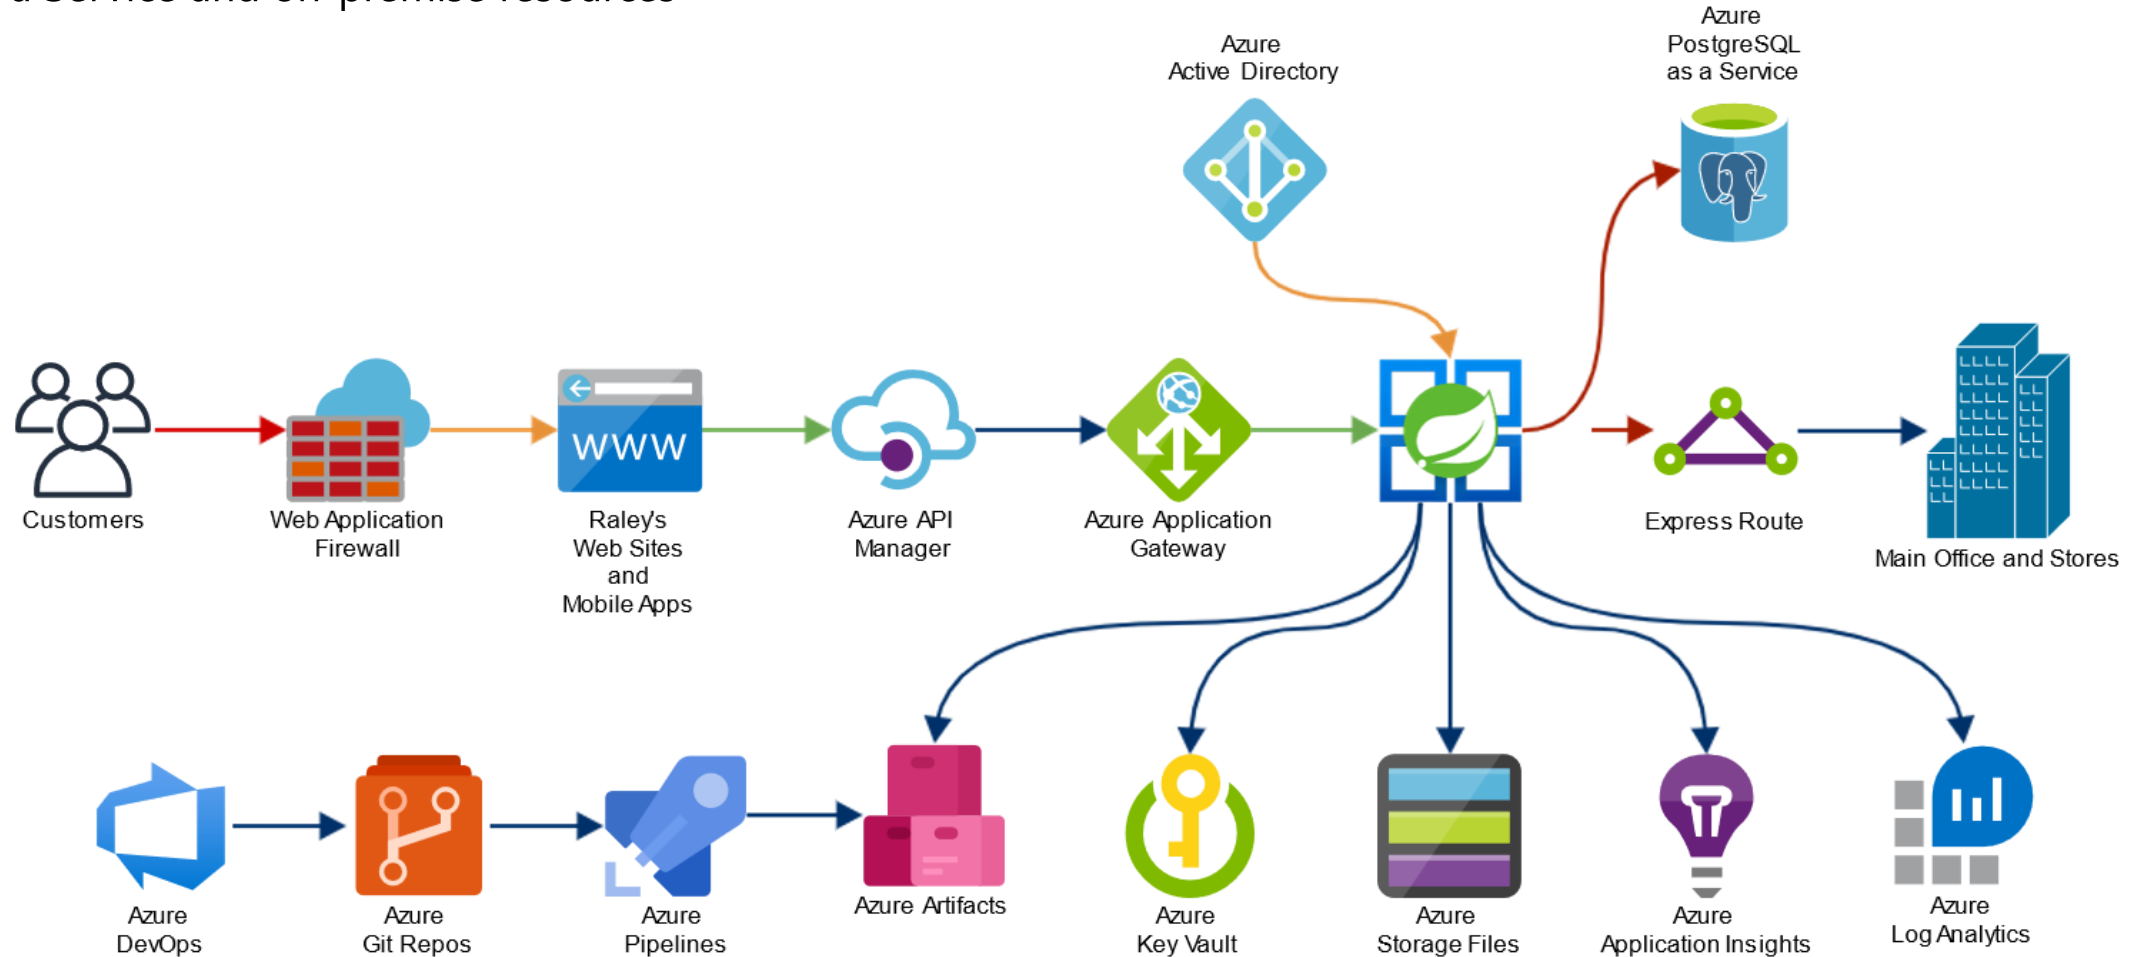 Azure
PostgreSQL
as a Service
Azure
Active Directory
www
Customers
Web Application
Firewall
Raley's
Web Sites
and
Mobile Apps
Azure API
Manager
Azure Application
Gateway
Express Route
Main Office and Stores
Azure
DevOps
Azure
Git Repos
Azure
Pipelines
Azure Artifacts
Azure
Key Vault
Azure
Storage Files
Azure
Application Insights
Azure
Log Analytics